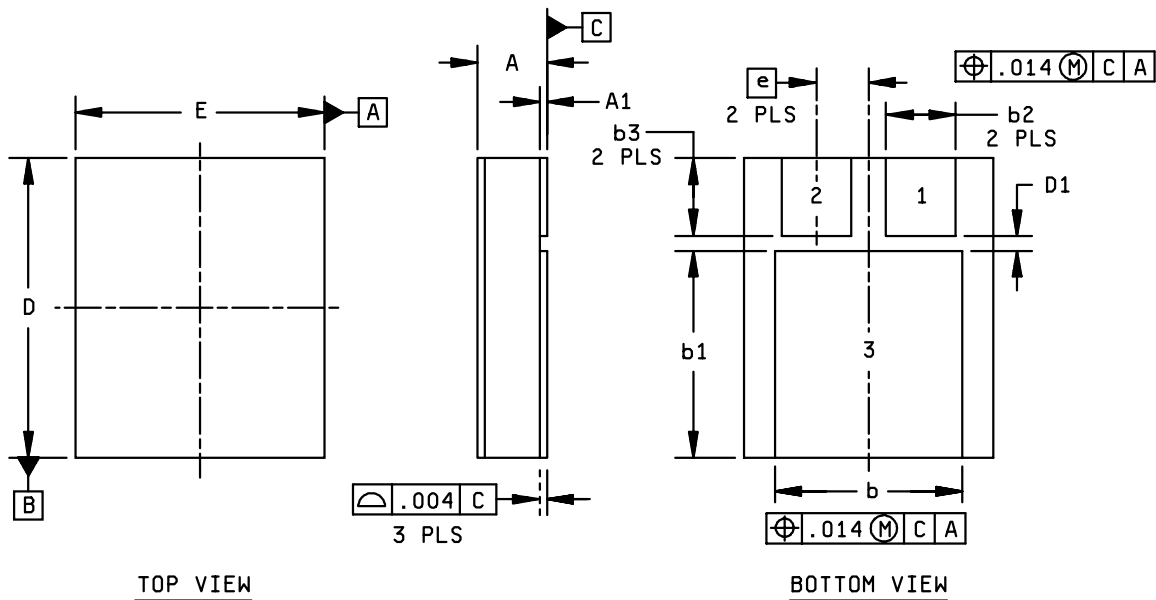 C
A
e
.014 Ⓜ C A
E
A
A1
2 PLS
b2
b3
2 PLS
2 PLS
2
1
D1
D
b1
3
B
.004 C
3 PLS
b
.014 Ⓜ C A
TOP VIEW
BOTTOM VIEW